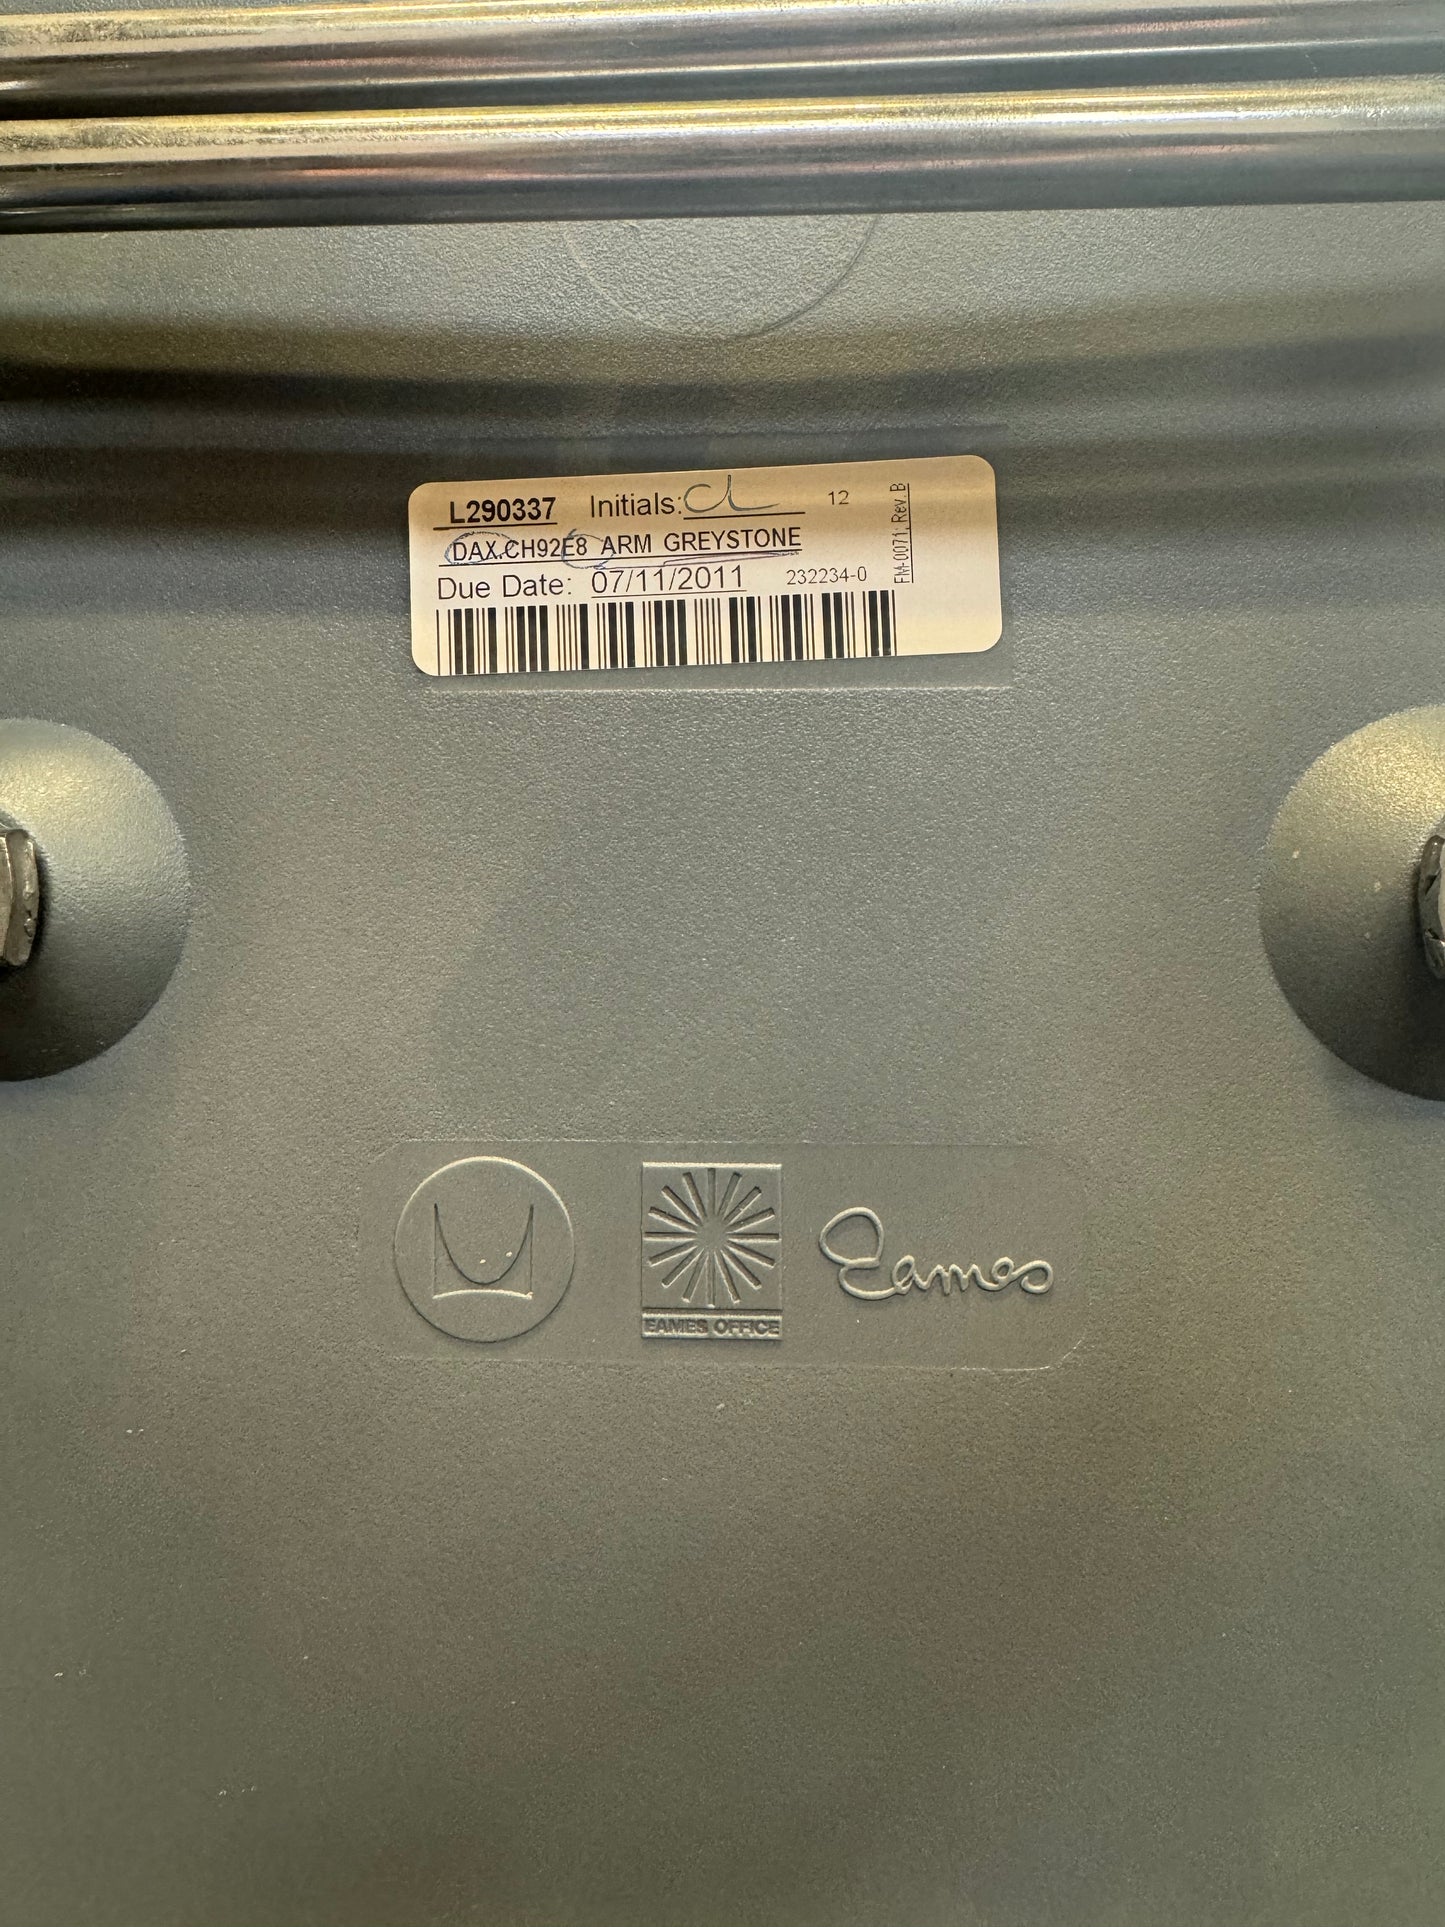 L290337 Initials: CL 12
DAX.CH92E8 ARM GREYSTONE
Due Date: 07/11/2011 232234-0
FM-0071; Rev. B
EAMES OFFICE
Eames